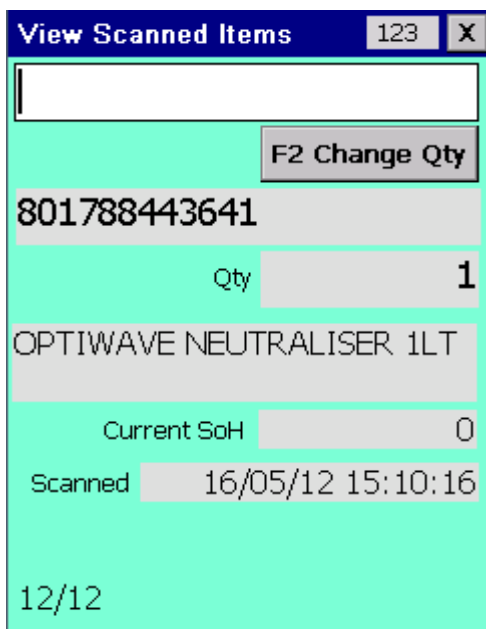 View Scanned Items 123 X
F2 Change Qty
801788443641
Qty 1
OPTIWAVE NEUTRALISER 1LT
Current SoH 0
Scanned 16/05/12 15:10:16
12/12